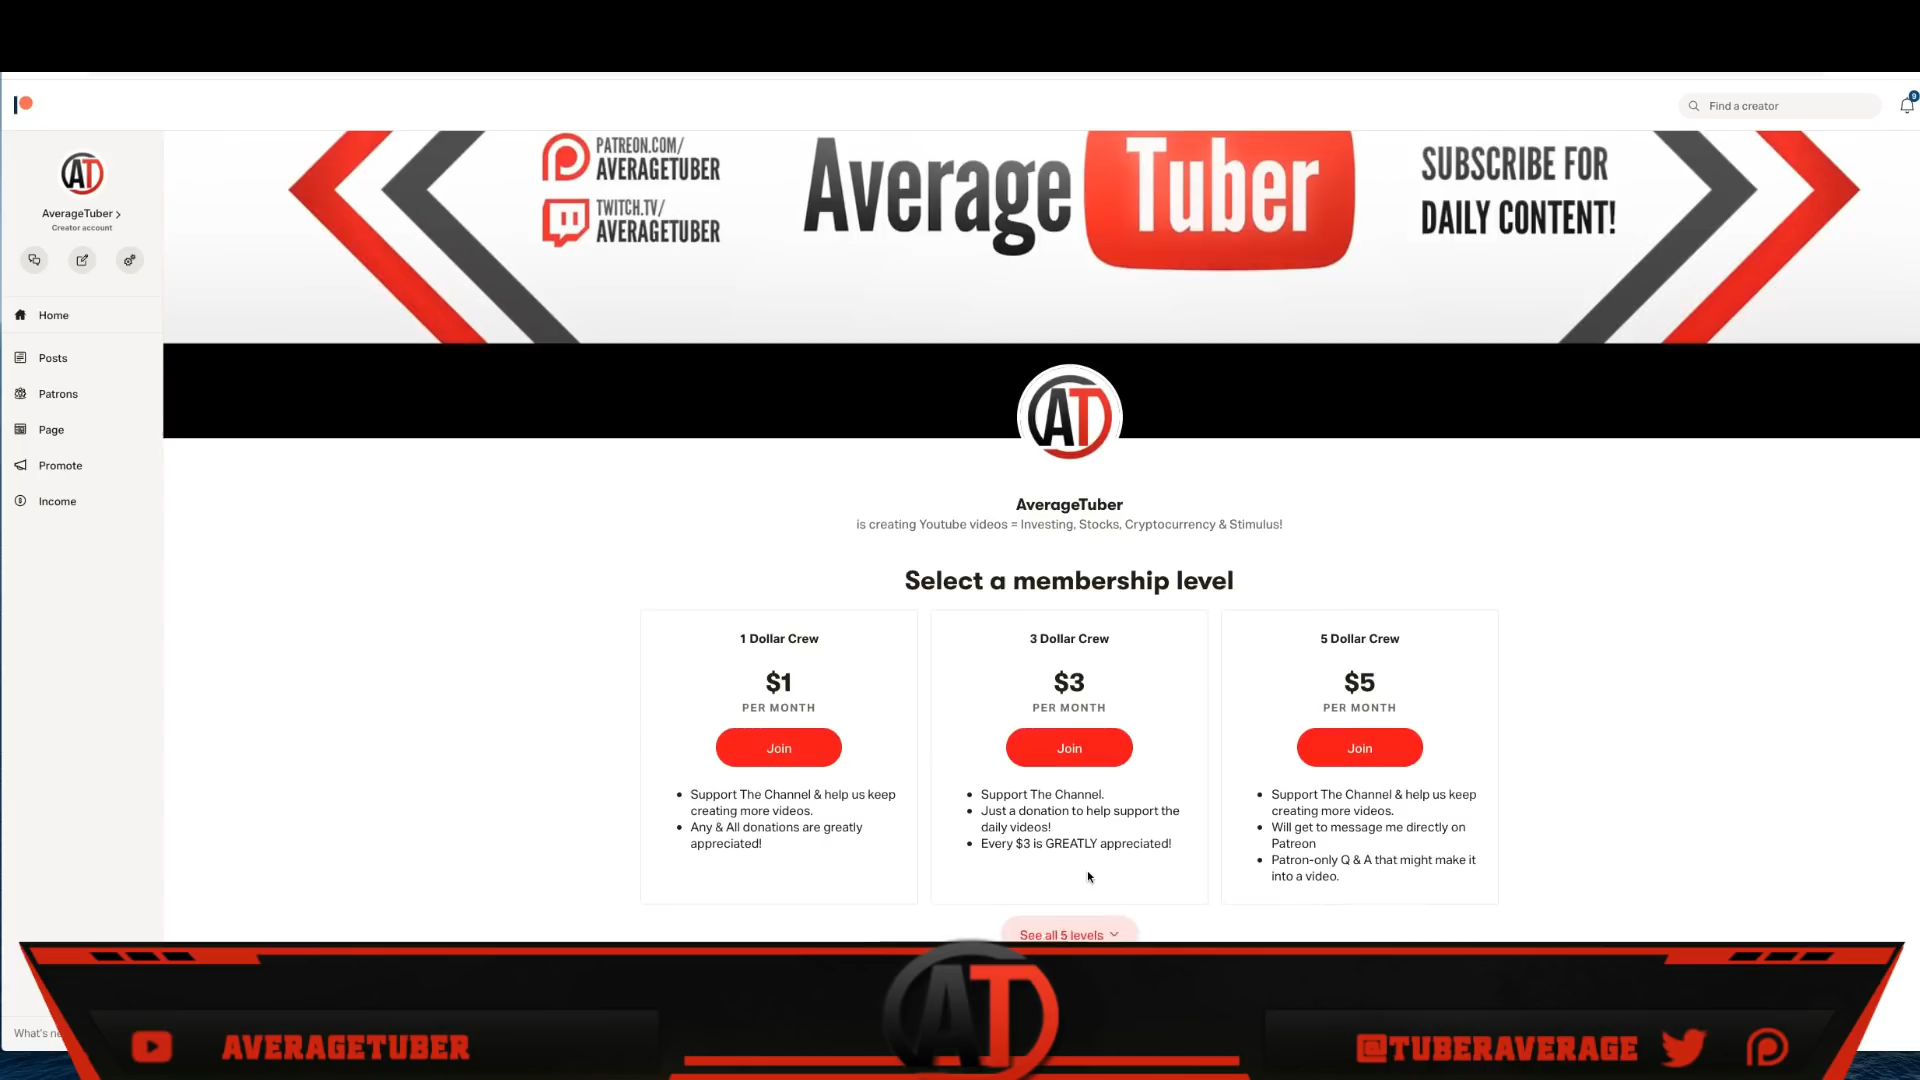 Find a creator
9
PATREON.COM/
AVERAGETUBER
TWITCH.TV/
AVERAGETUBER
Average Tuber
SUBSCRIBE FOR
DAILY CONTENT!
AT
AverageTuber
Creator account
Home
Posts
Patrons
Page
Promote
Income
AT
AverageTuber
is creating Youtube videos = Investing, Stocks, Cryptocurrency & Stimulus!
Select a membership level
1 Dollar Crew
$1
PER MONTH
Join
• Support The Channel & help us keep
creating more videos.
• Any & All donations are greatly
appreciated!
3 Dollar Crew
$3
PER MONTH
Join
• Support The Channel.
• Just a donation to help support the
daily videos!
• Every $3 is GREATLY appreciated!
5 Dollar Crew
$5
PER MONTH
Join
• Support The Channel & help us keep
creating more videos.
• Will get to message me directly on
Patreon
• Patron-only Q & A that might make it
into a video.
See all 5 levels
What's
AVERAGETUBER
AT
@TUBERAVERAGE